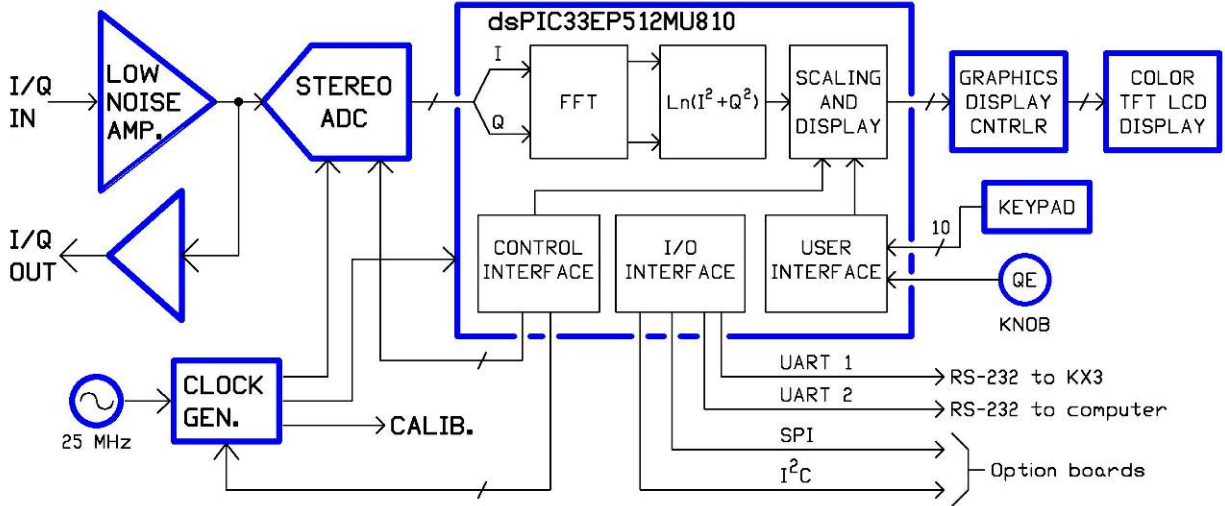 dsPIC33EP512MU810
I/Q
IN
LOW
NOISE
AMP.
STEREO
ADC
I
Q
FFT
Ln(I²+Q²)
SCALING
AND
DISPLAY
GRAPHICS
DISPLAY
CNTRLR
COLOR
TFT LCD
DISPLAY
I/Q
OUT
CONTROL
INTERFACE
I/O
INTERFACE
USER
INTERFACE
10
KEYPAD
QE
KNOB
25 MHz
CLOCK
GEN.
CALIB.
UART 1
RS-232 to KX3
UART 2
RS-232 to computer
SPI
I²C
Option boards